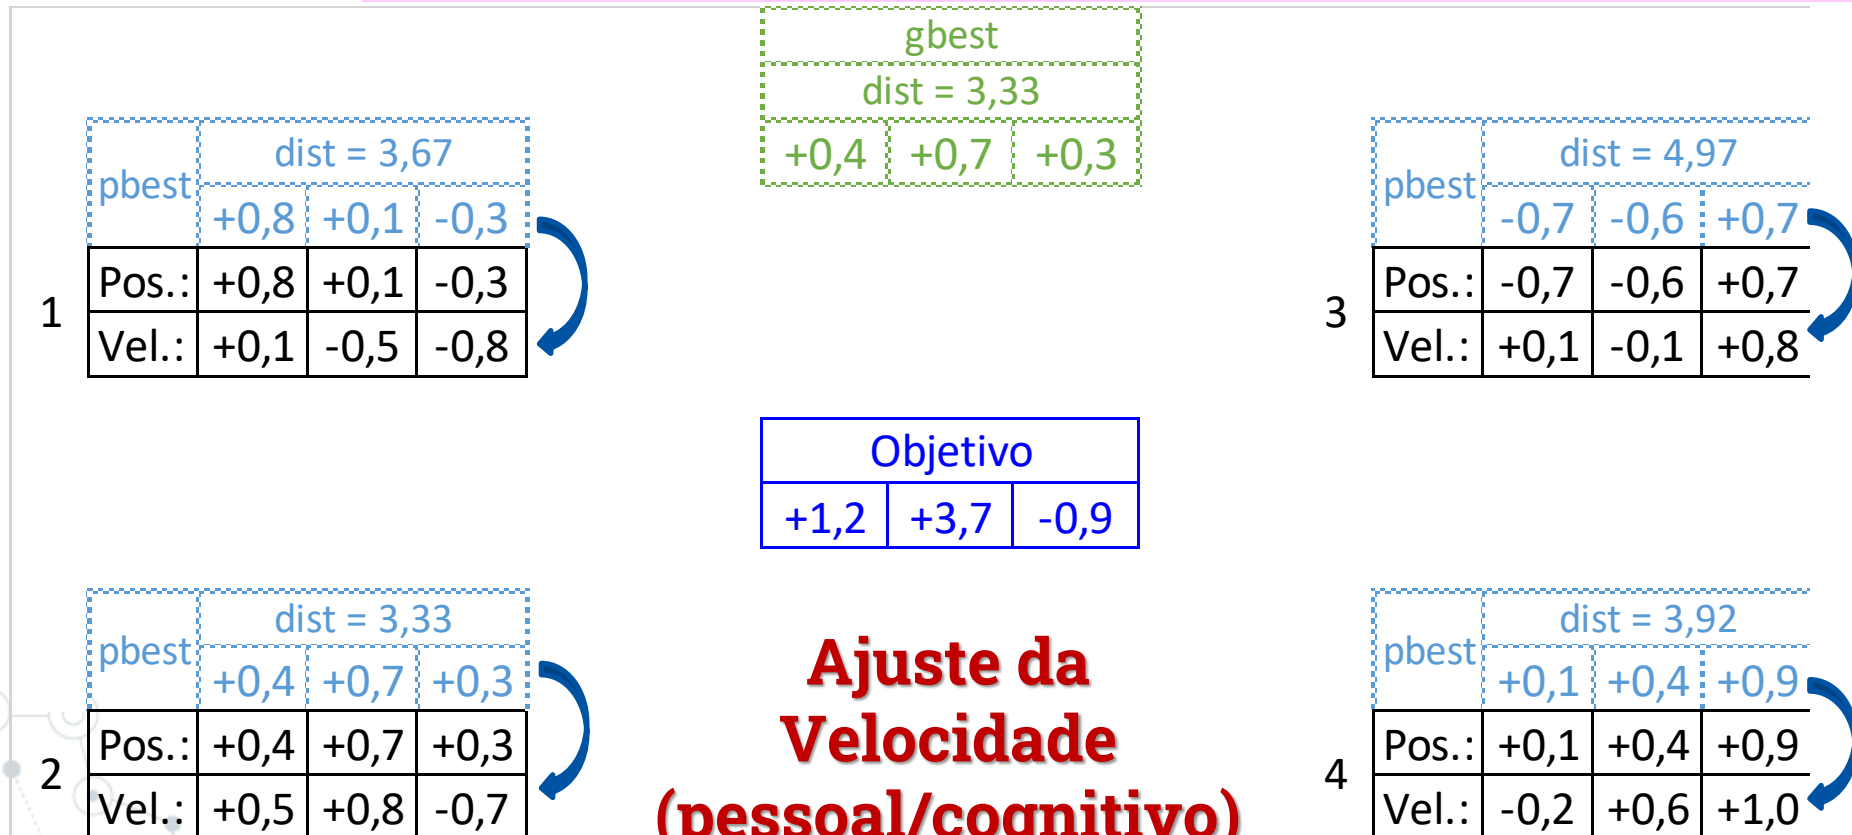 gbest
dist = 3,33
+0,4 +0,7 +0,3
pbest
dist = 3,67
+0,8 +0,1 -0,3
1
Pos.: +0,8 +0,1 -0,3
Vel.: +0,1 -0,5 -0,8
pbest
dist = 4,97
-0,7 -0,6 +0,7
3
Pos.: -0,7 -0,6 +0,7
Vel.: +0,1 -0,1 +0,8
Objetivo
+1,2 +3,7 -0,9
pbest
dist = 3,33
+0,4 +0,7 +0,3
2
Pos.: +0,4 +0,7 +0,3
Vel.: +0,5 +0,8 -0,7
Ajuste da
Velocidade
(pessoal/cognitivo)
pbest
dist = 3,92
+0,1 +0,4 +0,9
4
Pos.: +0,1 +0,4 +0,9
Vel.: -0,2 +0,6 +1,0